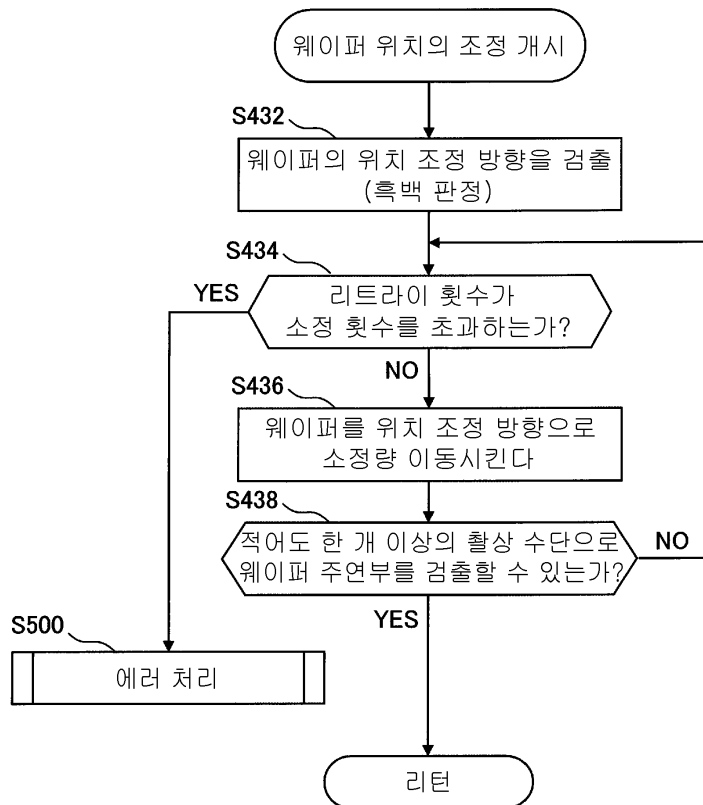 웨이퍼 위치의 조정 개시
S432
웨이퍼의 위치 조정 방향을 검출
(흑백 판정)
S434
YES
리트라이 횟수가
소정 횟수를 초과하는가?
NO
S436
웨이퍼를 위치 조정 방향으로
소정량 이동시킨다
S438
적어도 한 개 이상의 촬상 수단으로
웨이퍼 주연부를 검출할 수 있는가?
NO
YES
S500
에러 처리
리턴